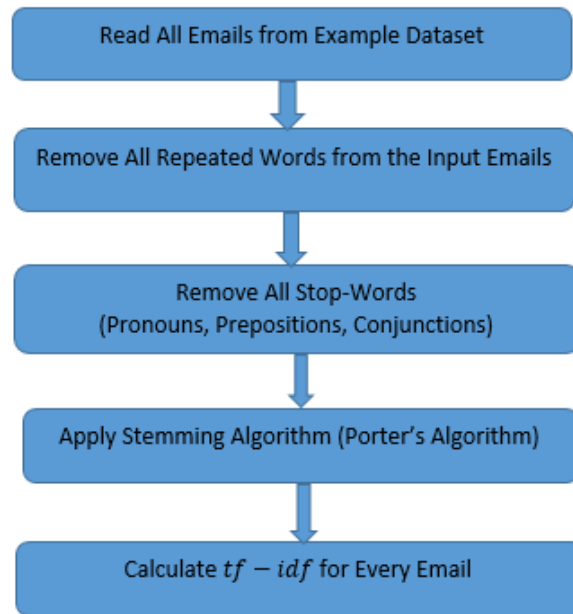 Read All Emails from Example Dataset
Remove All Repeated Words from the Input Emails
Remove All Stop-Words
(Pronouns, Prepositions, Conjunctions)
Apply Stemming Algorithm (Porter’s Algorithm)
Calculate tf − idf for Every Email